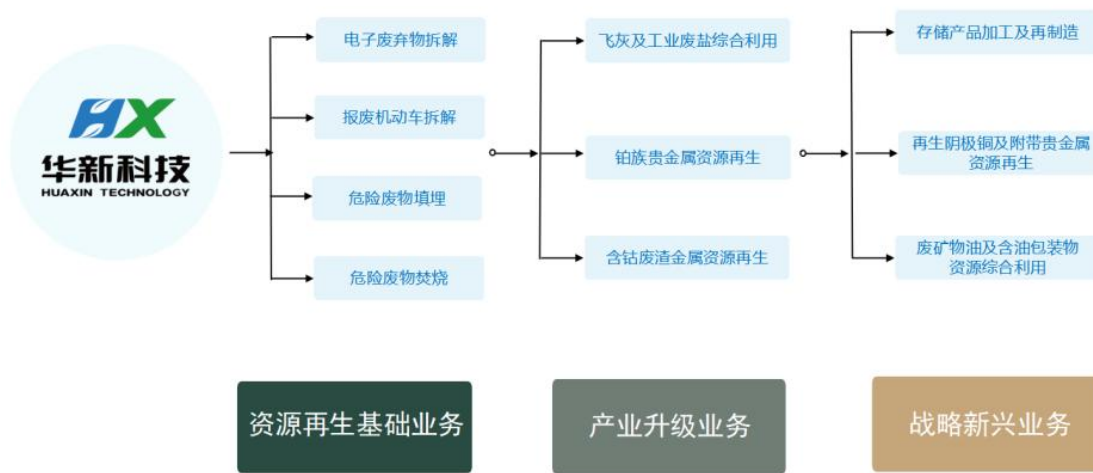 HX
华新科技
HUAXIN TECHNOLOGY
电子废弃物拆解
报废机动车拆解
危险废物填埋
危险废物焚烧
飞灰及工业废盐综合利用
铂族贵金属资源再生
含钴废渣金属资源再生
存储产品加工及再制造
再生阴极铜及附带贵金属
资源再生
废矿物油及含油包装物
资源综合利用
资源再生基础业务
产业升级业务
战略新兴业务